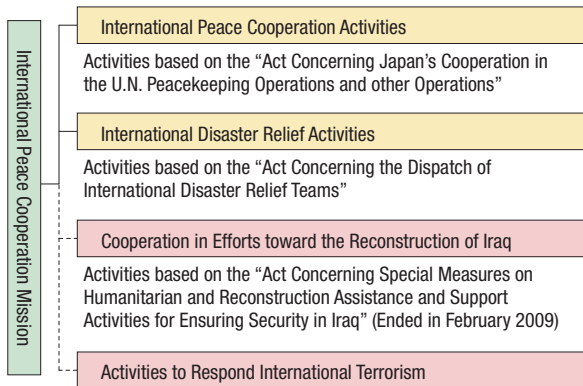 International Peace Cooperation Mission
International Peace Cooperation Activities
Activities based on the “Act Concerning Japan’s Cooperation in
the U.N. Peacekeeping Operations and other Operations”
International Disaster Relief Activities
Activities based on the “Act Concerning the Dispatch of
International Disaster Relief Teams”
Cooperation in Efforts toward the Reconstruction of Iraq
Activities based on the “Act Concerning Special Measures on
Humanitarian and Reconstruction Assistance and Support
Activities for Ensuring Security in Iraq” (Ended in February 2009)
Activities to Respond International Terrorism